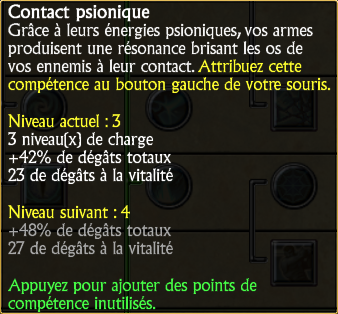 Contact psionique
Grâce à leurs énergies psioniques, vos armes
produisent une résonance brisant les os de
vos ennemis à leur contact. Attribuez cette
compétence au bouton gauche de votre souris.
Niveau actuel : 3
3 niveau(x) de charge
+42% de dégâts totaux
23 de dégâts à la vitalité
Niveau suivant : 4
+48% de dégâts totaux
27 de dégâts à la vitalité
Appuyez pour ajouter des points de
compétence inutilisés.